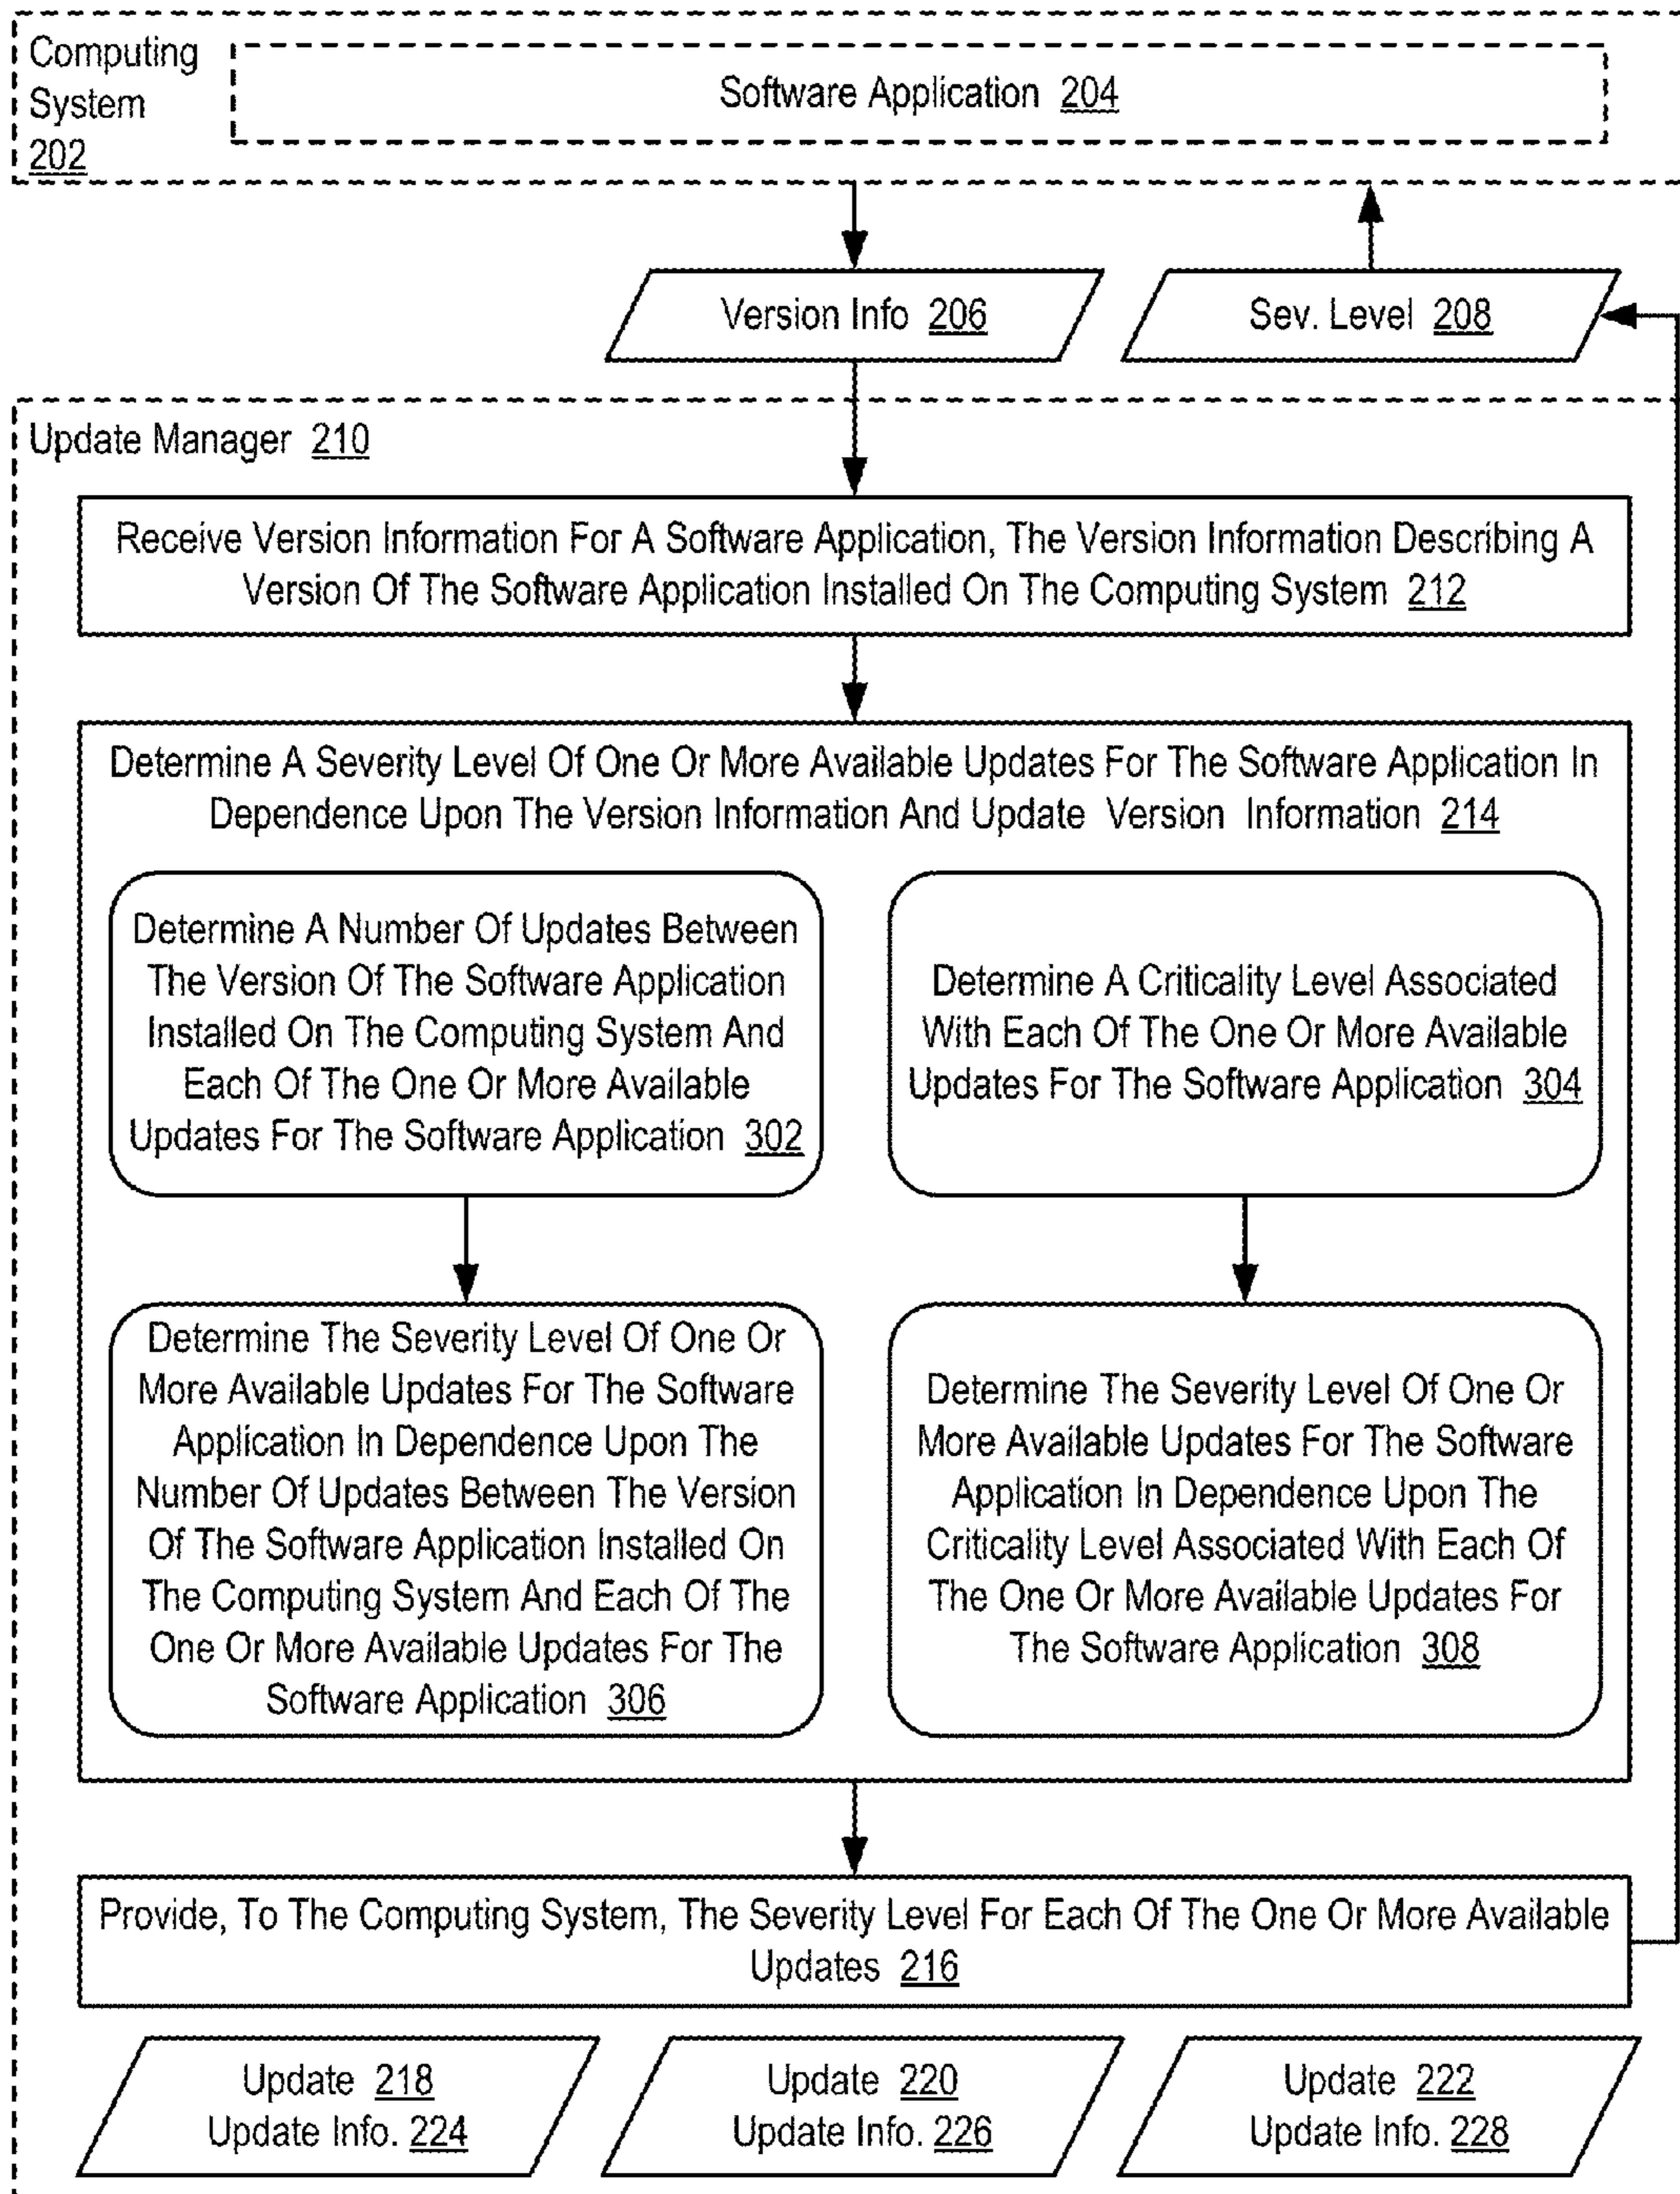 Computing
System
202
Software Application 204
Version Info 206
Sev. Level 208
Update Manager 210
Receive Version Information For A Software Application, The Version Information Describing A
Version Of The Software Application Installed On The Computing System 212
Determine A Severity Level Of One Or More Available Updates For The Software Application In
Dependence Upon The Version Information And Update Version Information 214
Determine A Number Of Updates Between
The Version Of The Software Application
Installed On The Computing System And
Each Of The One Or More Available
Updates For The Software Application 302
Determine A Criticality Level Associated
With Each Of The One Or More Available
Updates For The Software Application 304
Determine The Severity Level Of One Or
More Available Updates For The Software
Application In Dependence Upon The
Number Of Updates Between The Version
Of The Software Application Installed On
The Computing System And Each Of The
One Or More Available Updates For The
Software Application 306
Determine The Severity Level Of One Or
More Available Updates For The Software
Application In Dependence Upon The
Criticality Level Associated With Each Of
The One Or More Available Updates For
The Software Application 308
Provide, To The Computing System, The Severity Level For Each Of The One Or More Available
Updates 216
Update 218
Update Info. 224
Update 220
Update Info. 226
Update 222
Update Info. 228